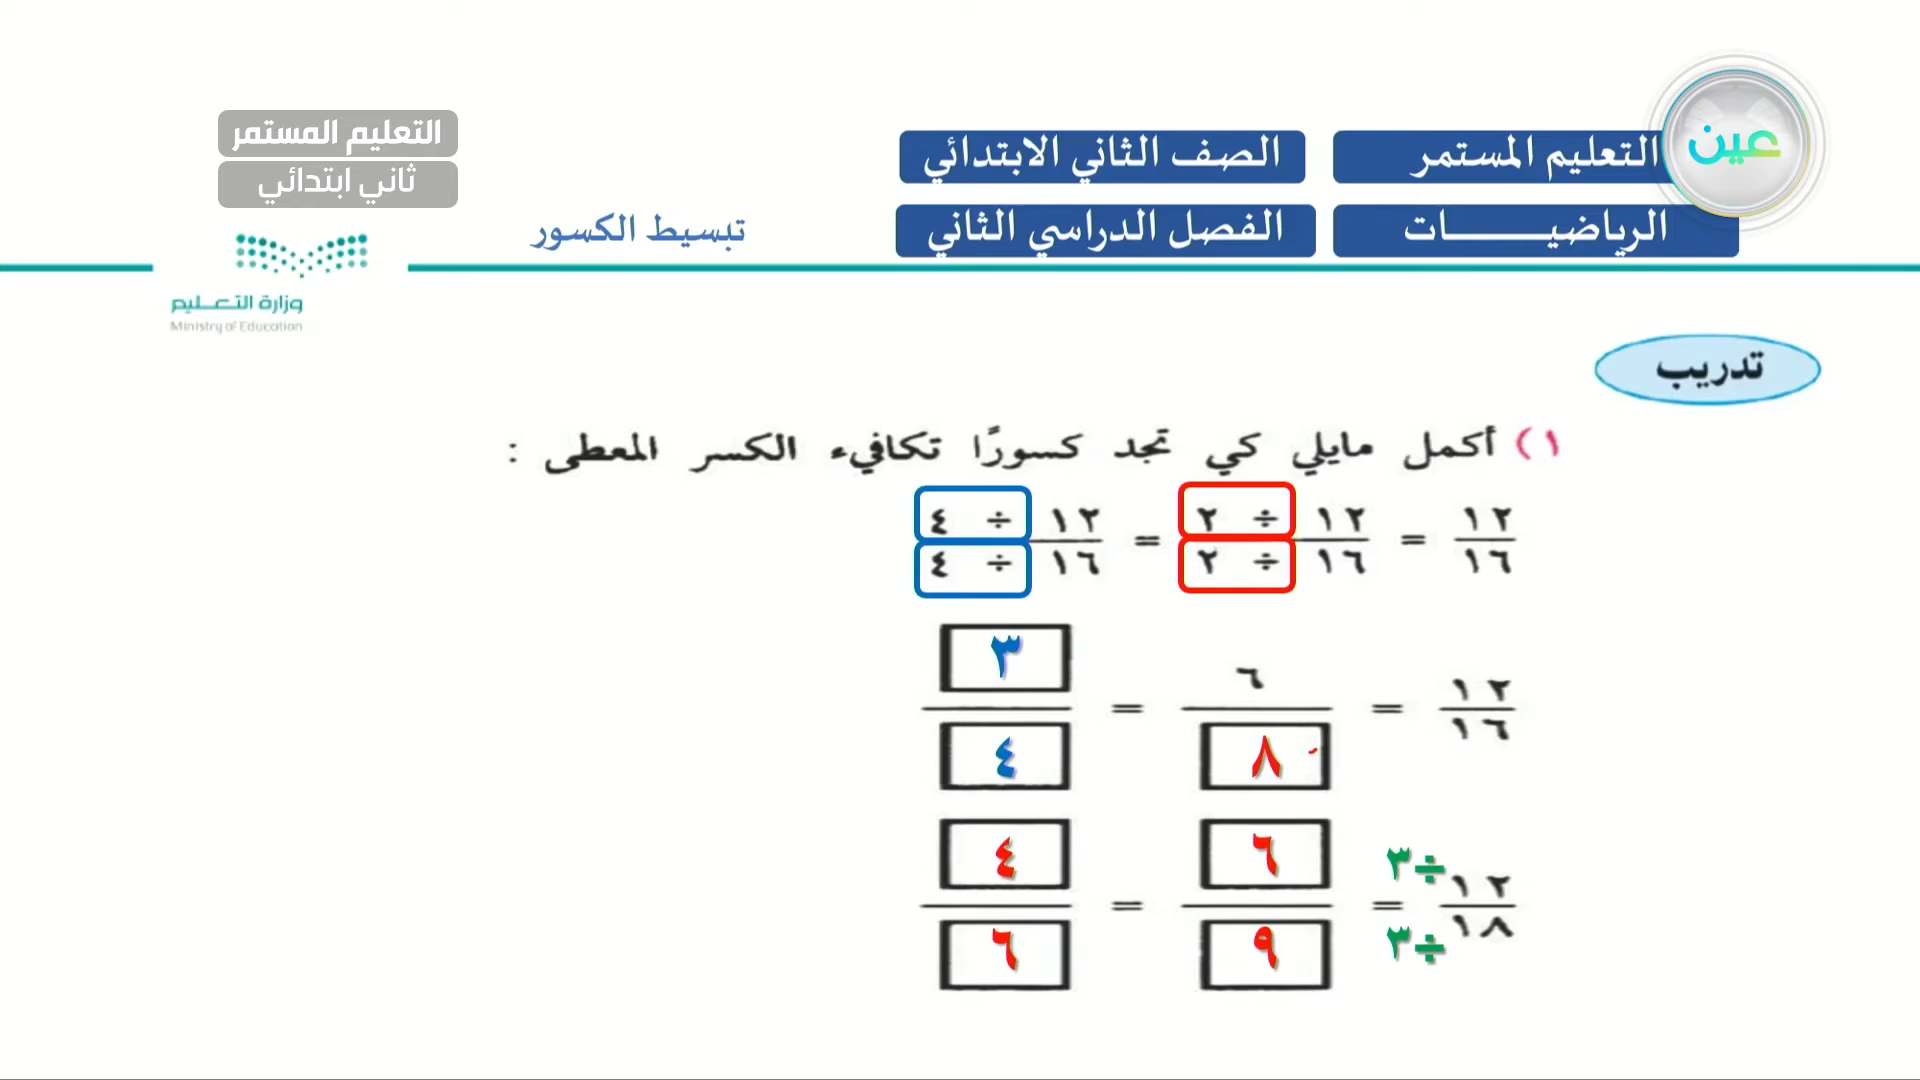 عين
التعليم المستمر
الصف الثاني الابتدائي
التعليم المستمر
ثاني ابتدائي
الرياضيـــــــــات
الفصل الدراسي الثاني
تبسيط الكسور
وزارة التعـــليم
Ministry of Education
تدريب
١) أكمل مايلي كي تجد كسورًا تكافيء الكسر المعطى :
١٢/١٦ = ١٢ ÷ ٢/١٦ ÷ ٢ = ١٢ ÷ ٤/١٦ ÷ ٤
١٢/١٦ = ٦/٨ = ٣/٤
١٢/١٨ ÷٣/÷٣ = ٦/٩ = ٤/٦